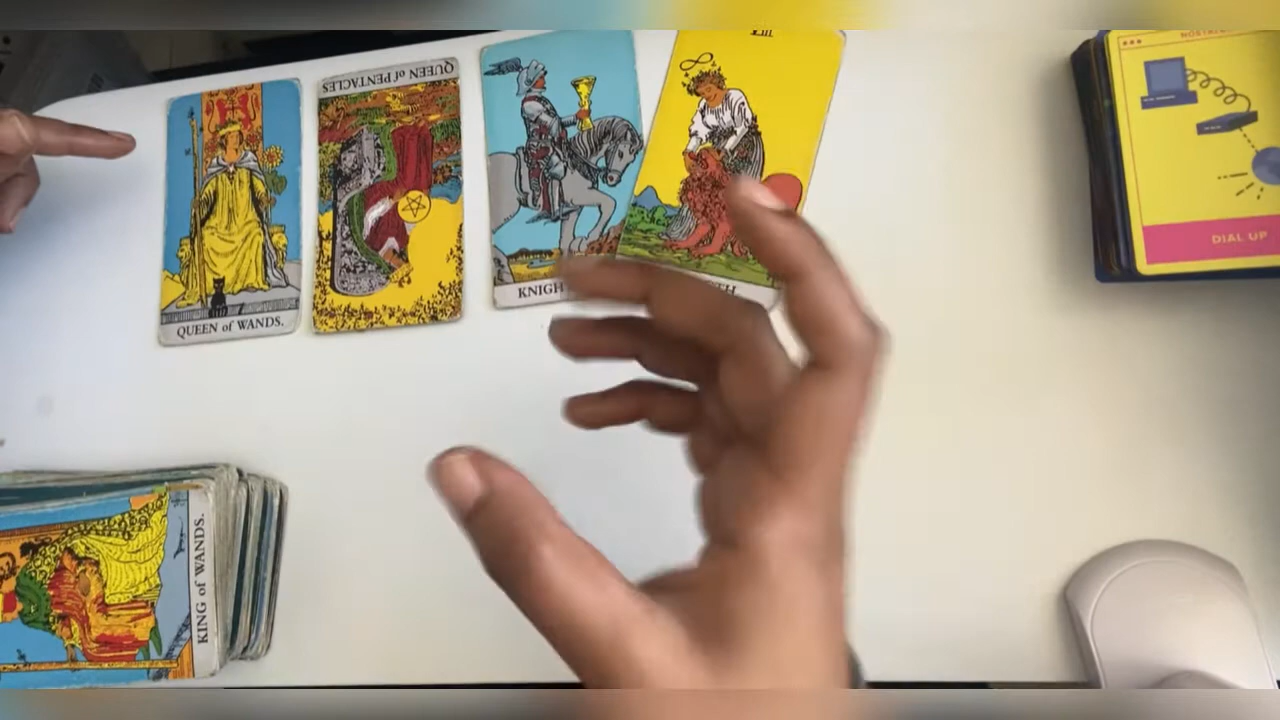 QUEEN of WANDS.
QUEEN of PENTACLES
KNIGH
KING of WANDS.
DIAL UP